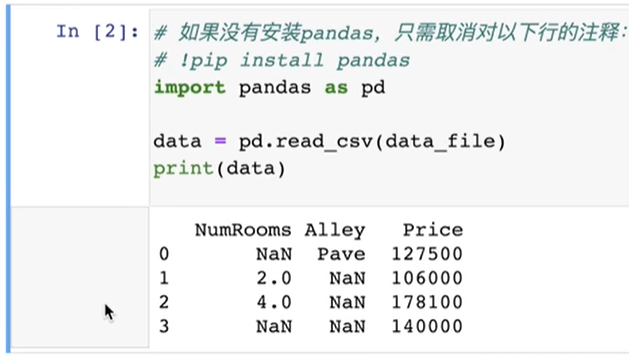 In [2]: # 如果没有安装pandas，只需取消对以下行的注释：
# !pip install pandas
import pandas as pd
data = pd.read_csv(data_file)
print(data)
NumRooms Alley Price
0 NaN Pave 127500
1 2.0 NaN 106000
2 4.0 NaN 178100
3 NaN NaN 140000